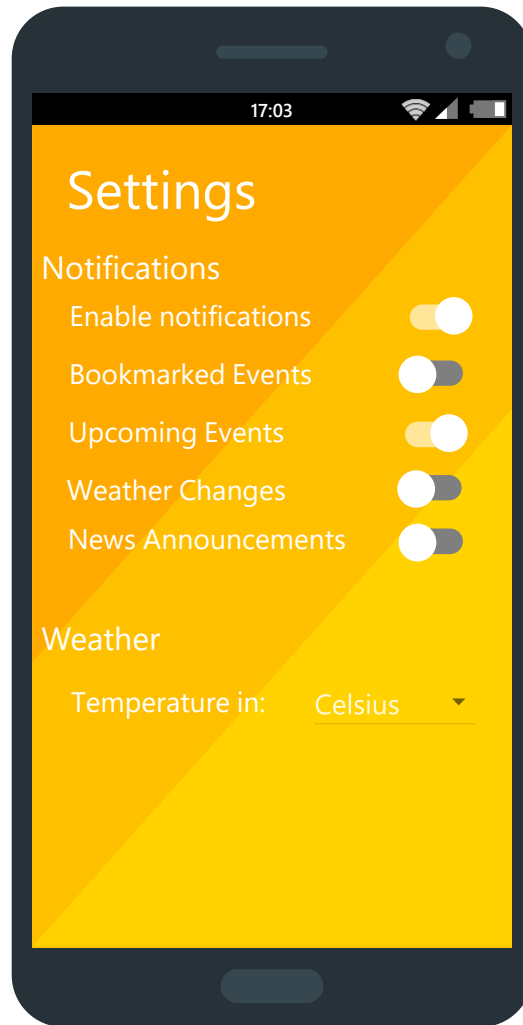 17:03
Settings
Notifications
Enable notifications
Bookmarked Events
Upcoming Events
Weather Changes
News Announcements
Weather
Temperature in: Celsius